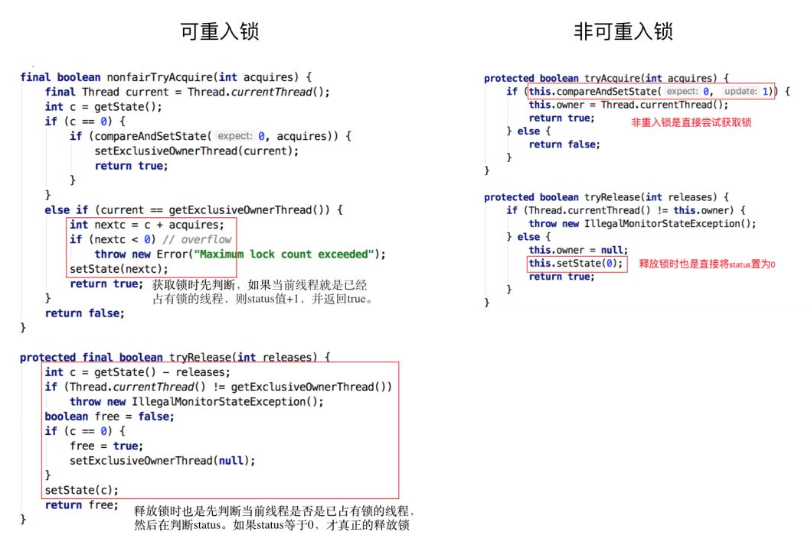 可重入锁
final boolean nonfairTryAcquire(int acquires) {
final Thread current = Thread.currentThread();
int c = getState();
if (c == 0) {
if (compareAndSetState( expect: 0, acquires)) {
setExclusiveOwnerThread(current);
return true;
}
}
else if (current == getExclusiveOwnerThread()) {
int nextc = c + acquires;
if (nextc < 0) // overflow
throw new Error("Maximum lock count exceeded");
setState(nextc);
return true; 获取锁时先判断，如果当前线程就是已经
} 占有锁的线程，则status值+1，并返回true。
return false;
}
protected final boolean tryRelease(int releases) {
int c = getState() - releases;
if (Thread.currentThread() != getExclusiveOwnerThread())
throw new IllegalMonitorStateException();
boolean free = false;
if (c == 0) {
free = true;
setExclusiveOwnerThread(null);
}
setState(c);
return free; 释放锁时也是先判断当前线程是否是已占有锁的线程，
} 然后在判断status。如果status等于0，才真正的释放锁
非可重入锁
protected boolean tryAcquire(int acquires) {
if (this.compareAndSetState( expect: 0, update: 1)) {
this.owner = Thread.currentThread();
return true; 非重入锁是直接尝试获取锁
} else {
return false;
}
}
protected boolean tryRelease(int releases) {
if (Thread.currentThread() != this.owner) {
throw new IllegalMonitorStateException();
} else {
this.owner = null;
this.setState(0); 释放锁时也是直接将status置为0
return true;
}
}